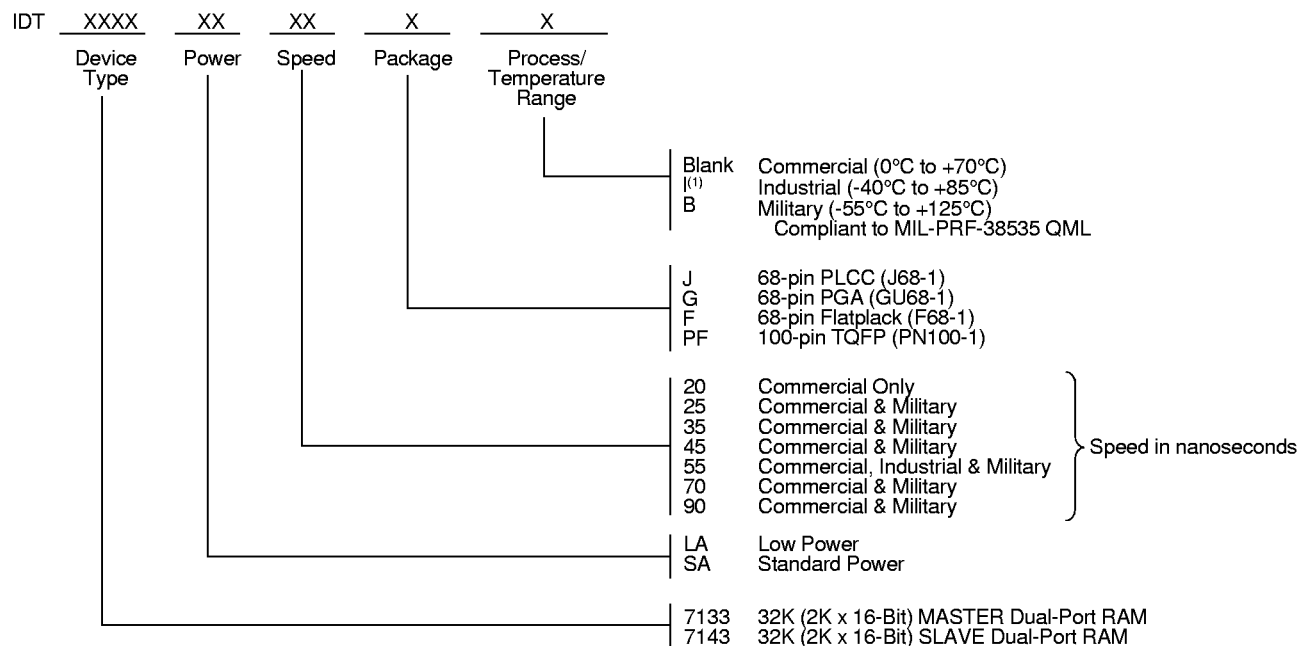 IDT XXXX XX XX X X
Device Type Power Speed Package Process/ Temperature Range
Blank Commercial (0°C to +70°C)
I(1) Industrial (-40°C to +85°C)
B Military (-55°C to +125°C)
Compliant to MIL-PRF-38535 QML
J 68-pin PLCC (J68-1)
G 68-pin PGA (GU68-1)
F 68-pin Flatplack (F68-1)
PF 100-pin TQFP (PN100-1)
20 Commercial Only
25 Commercial & Military
35 Commercial & Military
45 Commercial & Military
55 Commercial, Industrial & Military
70 Commercial & Military
90 Commercial & Military
Speed in nanoseconds
LA Low Power
SA Standard Power
7133 32K (2K x 16-Bit) MASTER Dual-Port RAM
7143 32K (2K x 16-Bit) SLAVE Dual-Port RAM